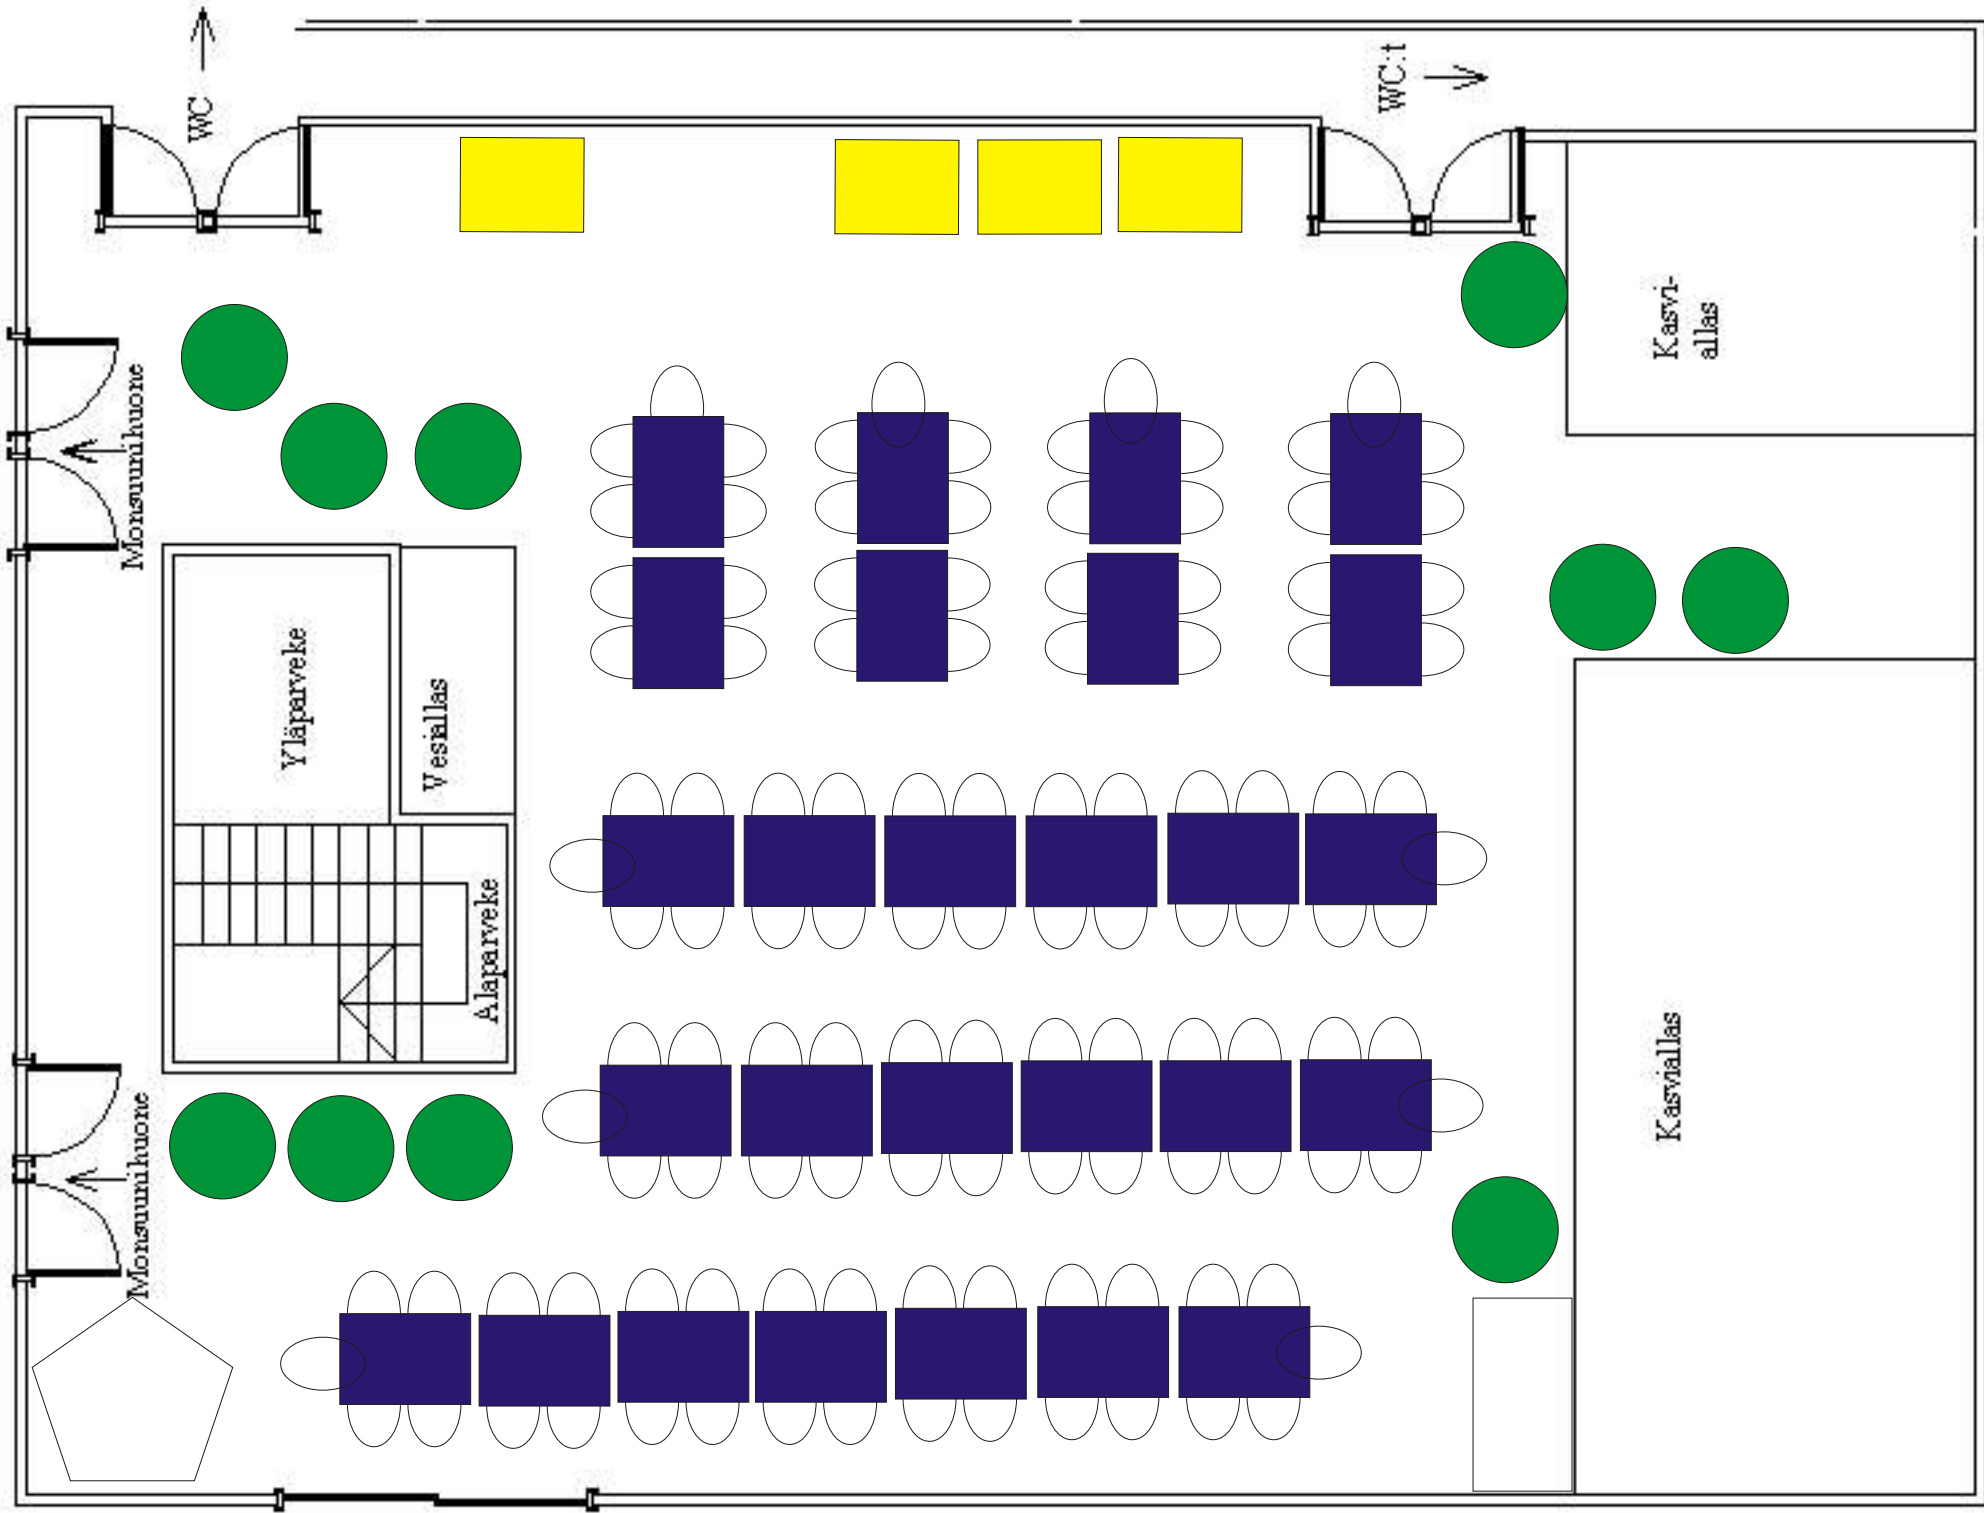 WC
WC:t
Monsuunihuone
Kasvi-
allas
Yläparveke
Vesiallas
Alaparveke
Kasviallas
Monsuunihuone